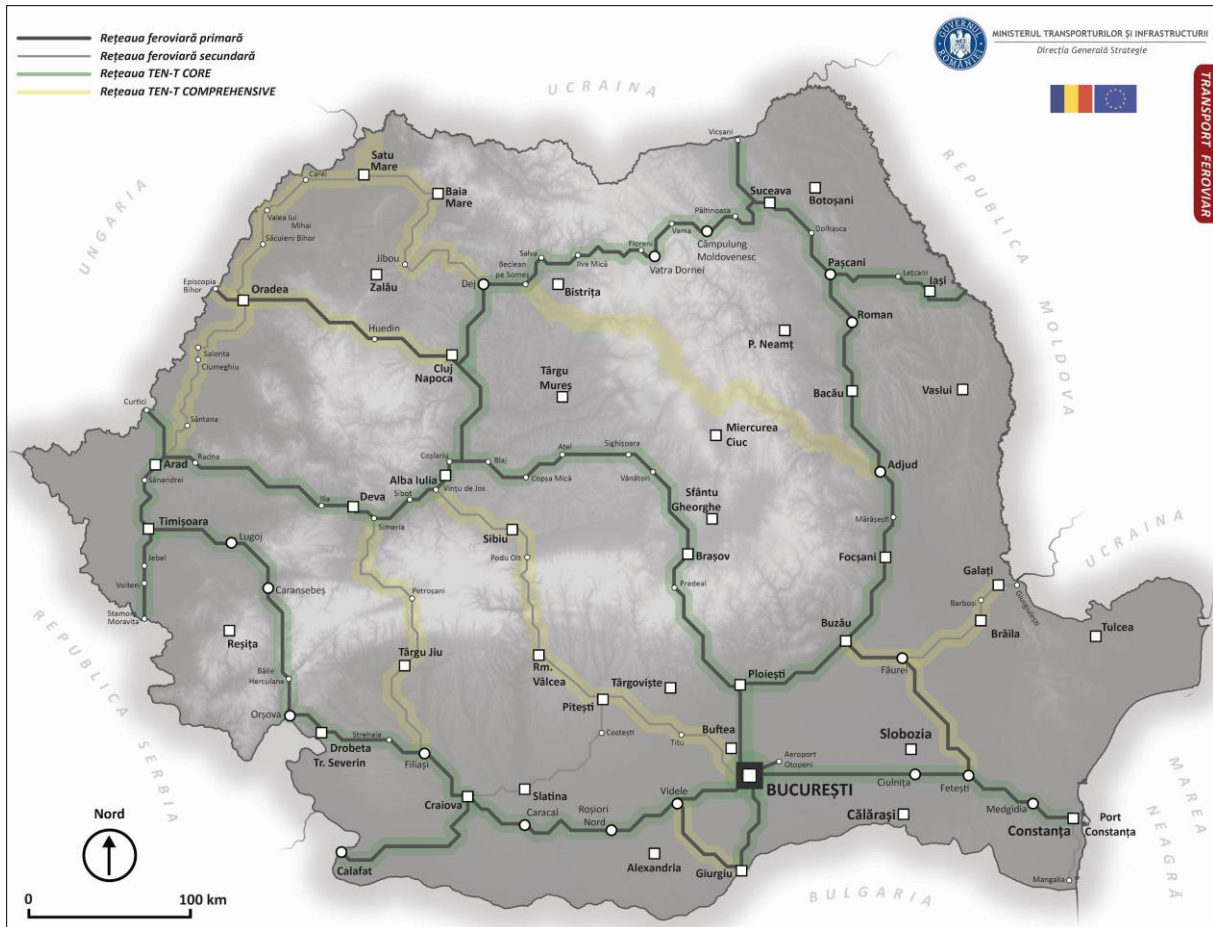 Rețeaua feroviară primară
Rețeaua feroviară secundară
Rețeaua TEN-T CORE
Rețeaua TEN-T COMPREHENSIVE
GUVERNUL ROMÂNIEI
MINISTERUL TRANSPORTURILOR ȘI INFRASTRUCTURII
Direcția Generală Strategie
TRANSPORT FEROVIAR
UCRAINA
UNGARIA
REPUBLICA
MOLDOVA
UCRAINA
REPUBLICA SERBIA
BULGARIA
MAREA
NEAGRĂ
Vicșani
Satu
Mare
Carei
Baia
Mare
Suceava
Botoșani
Valea lui
Mihai
Păltinoasa
Vama
Dolhasca
Săcuieni Bihor
Floreni
Câmpulung
Moldovenesc
Salva
Jibou
Beclean
pe Someș
Ilva Mică
Vatra Dornei
Pașcani
Lețcani
Iași
Zalău
Dej
Bistrița
Episcopia
Bihor
Oradea
Roman
Huedin
P. Neamț
Salonta
Ciumeghiu
Cluj
Napoca
Târgu
Mureș
Bacău
Vaslui
Curtici
Sântana
Miercurea
Ciuc
Arad
Radna
Coșlariu
Blaj
Ațel
Sighișoara
Adjud
Sânandrei
Alba Iulia
Vințu de Jos
Copșa Mică
Vânători
Ilia
Deva
Șibot
Simeria
Sfântu
Gheorghe
Mărășești
Timișoara
Lugoj
Sibiu
Podu Olt
Brașov
Focșani
Jebel
Voiteni
Caransebeș
Petroșani
Predeal
Galați
Barboși
Giurgiulești
Stamora
Moravița
Reșița
Buzău
Brăila
Tulcea
Târgu Jiu
Rm.
Vâlcea
Făurei
Băile
Herculane
Târgoviște
Ploiești
Pitești
Orșova
Drobeta
Tr. Severin
Strehaia
Filiași
Costești
Titu
Buftea
Slobozia
Aeroport
Otopeni
BUCUREȘTI
Ciulnița
Fetești
Craiova
Slatina
Videle
Caracal
Roșiori
Nord
Călărași
Medgidia
Constanța
Port
Constanța
Calafat
Alexandria
Giurgiu
Mangalia
Nord
0
100 km